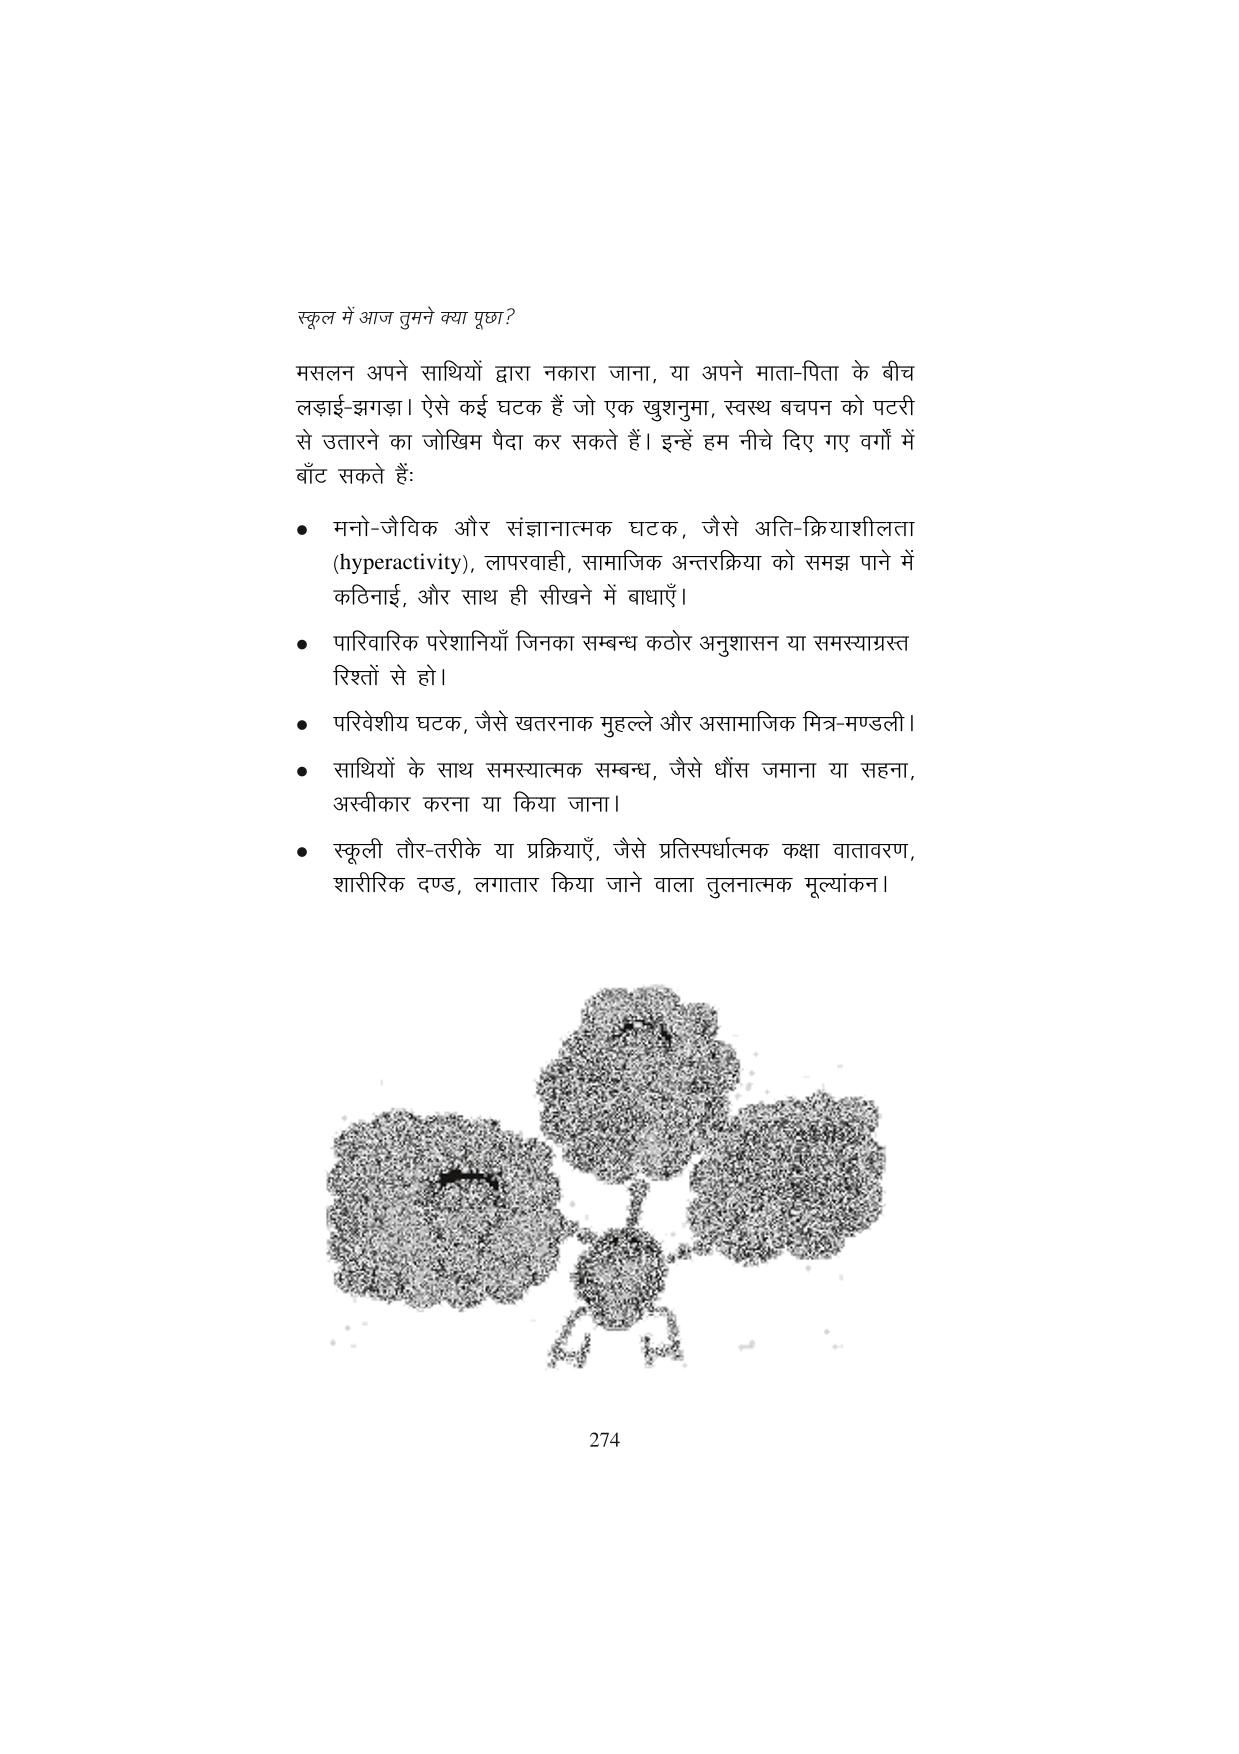 स्कूल में आज तुमने क्या पूछा?
मसलन अपने साथियों द्वारा नकारा जाना, या अपने माता-पिता के बीच
लड़ाई-झगड़ा। ऐसे कई घटक हैं जो एक खुशनुमा, स्वस्थ बचपन को पटरी
से उतारने का जोखिम पैदा कर सकते हैं। इन्हें हम नीचे दिए गए वर्गों में
बाँट सकते हैंः
● मनो-जैविक और संज्ञानात्मक घटक, जैसे अति-क्रियाशीलता
(hyperactivity), लापरवाही, सामाजिक अन्तरक्रिया को समझ पाने में
कठिनाई, और साथ ही सीखने में बाधाएँ।
● पारिवारिक परेशानियाँ जिनका सम्बन्ध कठोर अनुशासन या समस्याग्रस्त
रिश्तों से हो।
● परिवेशीय घटक, जैसे खतरनाक मुहल्ले और असामाजिक मित्र-मण्डली।
● साथियों के साथ समस्यात्मक सम्बन्ध, जैसे धौंस जमाना या सहना,
अस्वीकार करना या किया जाना।
● स्कूली तौर-तरीके या प्रक्रियाएँ, जैसे प्रतिस्पर्धात्मक कक्षा वातावरण,
शारीरिक दण्ड, लगातार किया जाने वाला तुलनात्मक मूल्यांकन।
274